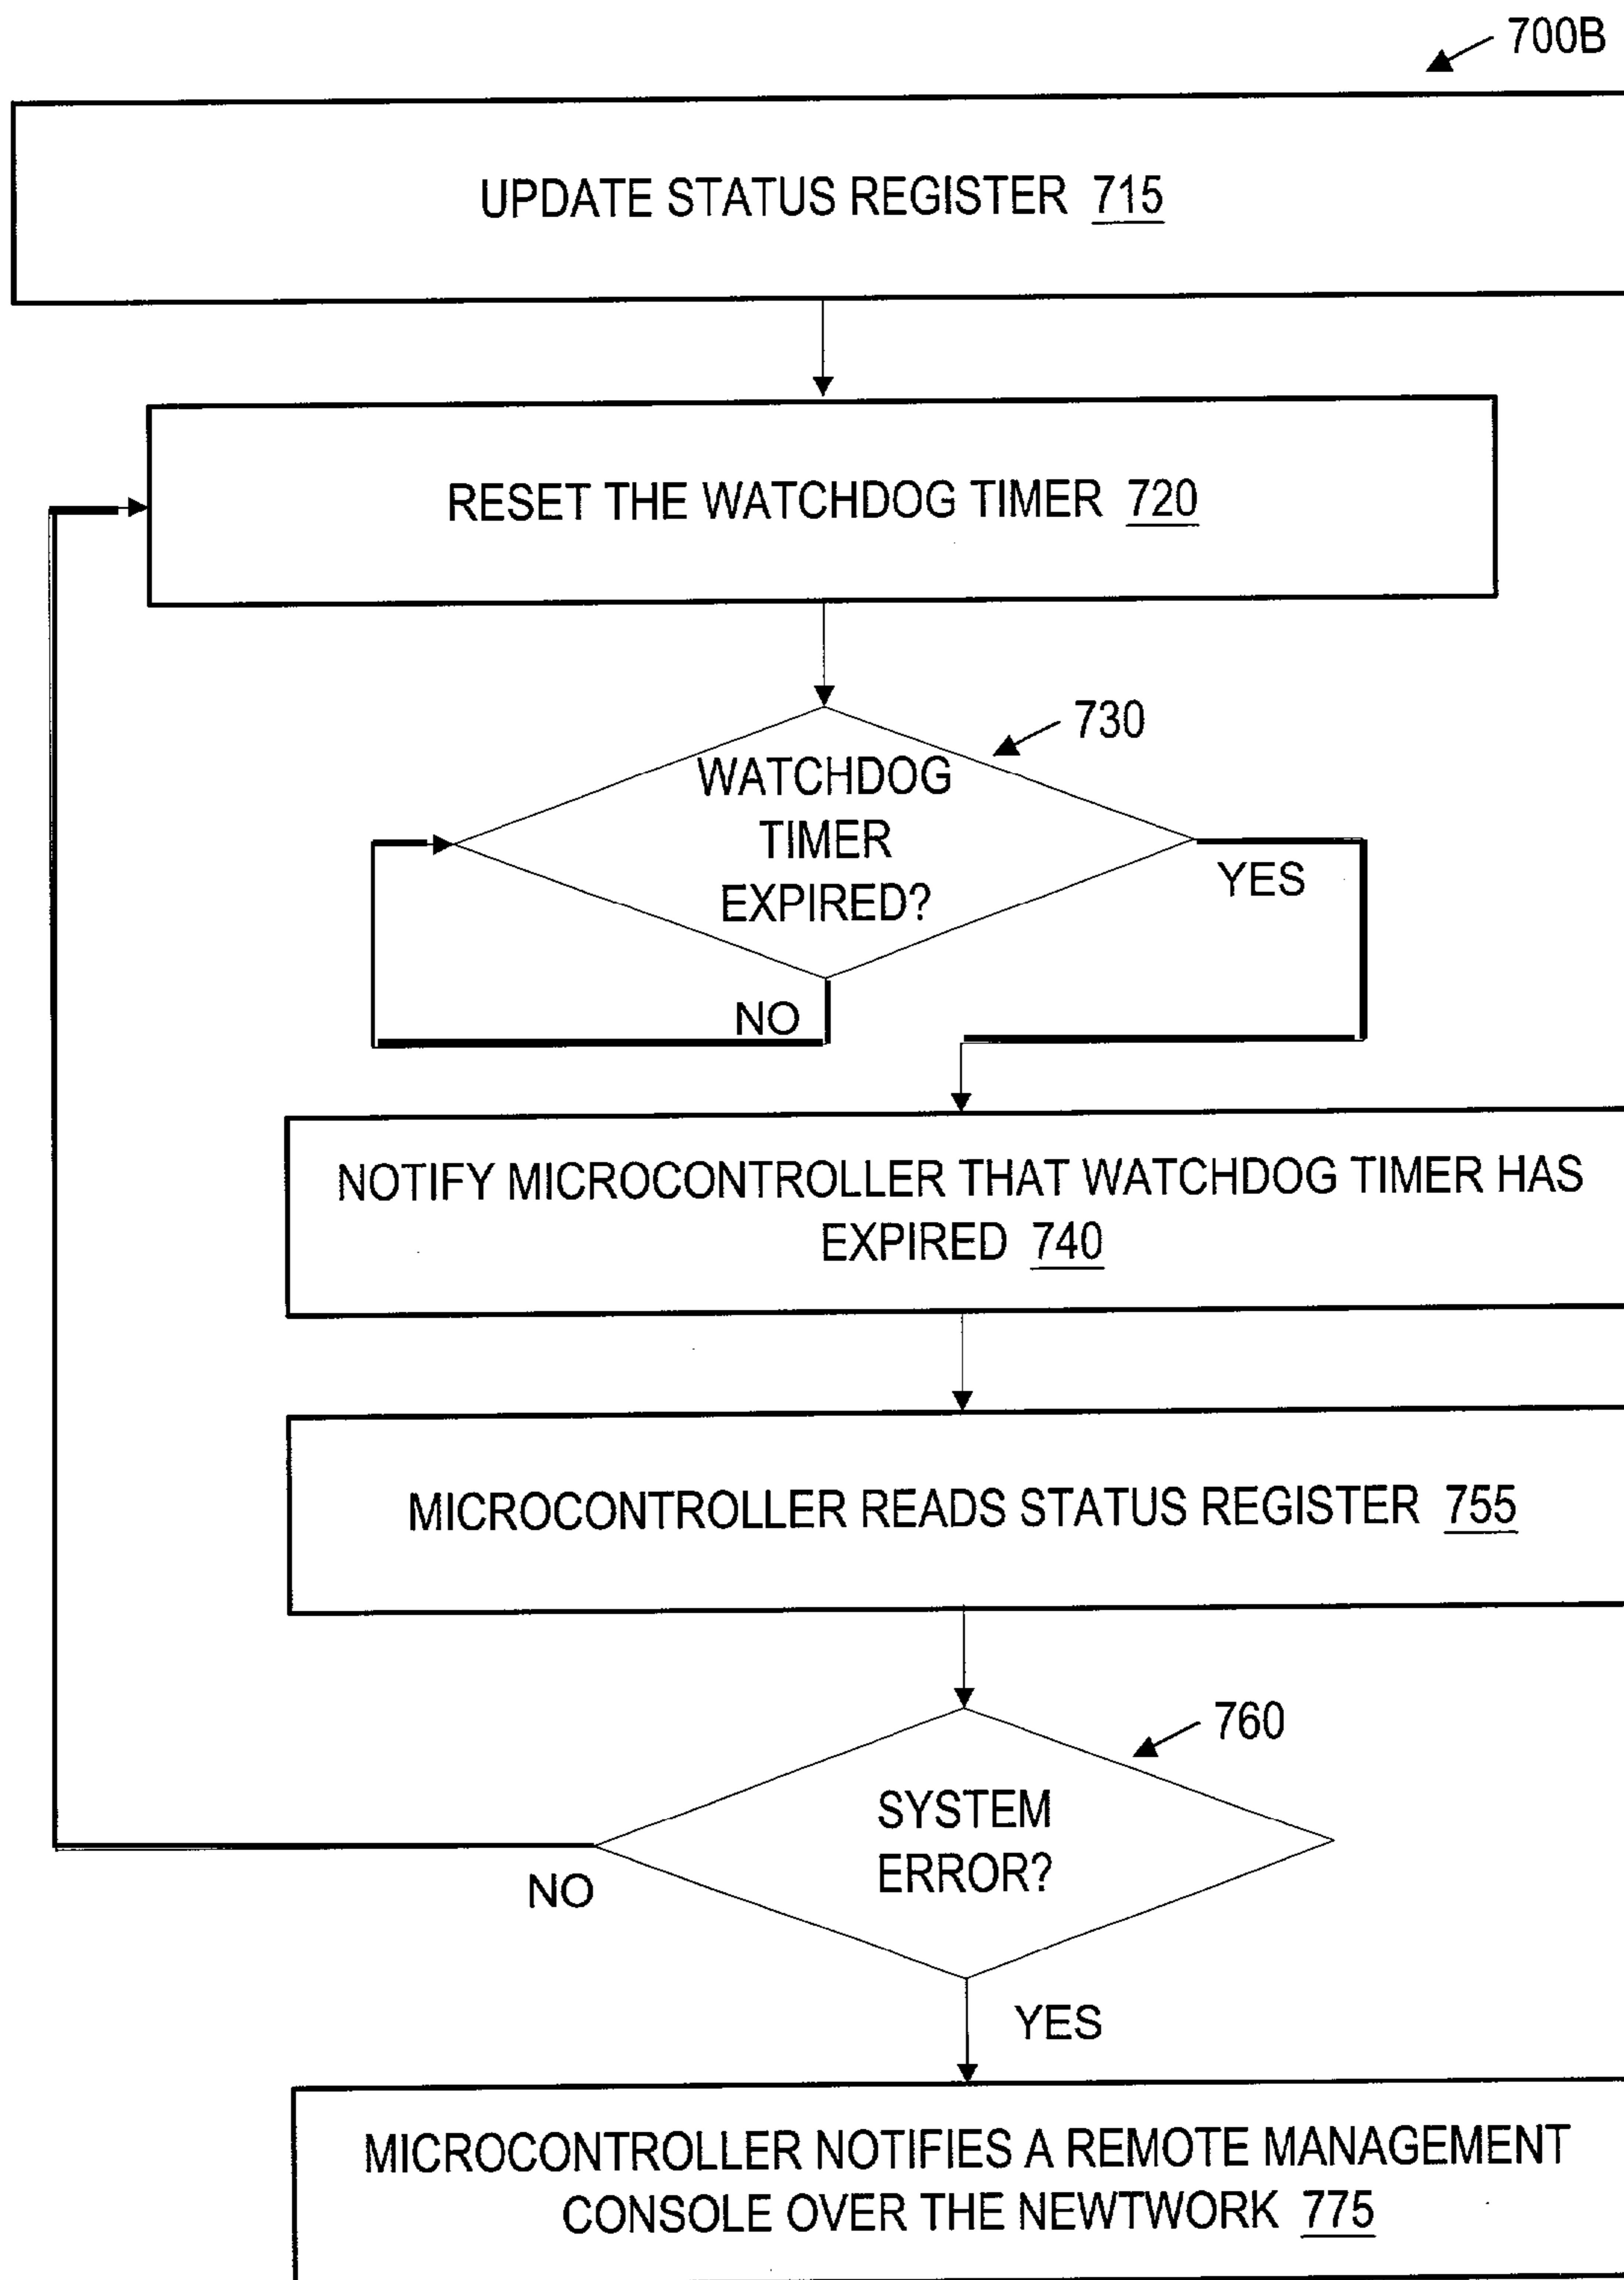 700B
UPDATE STATUS REGISTER 715
RESET THE WATCHDOG TIMER 720
730
WATCHDOG
TIMER
EXPIRED?
YES
NO
NOTIFY MICROCONTROLLER THAT WATCHDOG TIMER HAS
EXPIRED 740
MICROCONTROLLER READS STATUS REGISTER 755
760
SYSTEM
ERROR?
NO
YES
MICROCONTROLLER NOTIFIES A REMOTE MANAGEMENT
CONSOLE OVER THE NEWTWORK 775